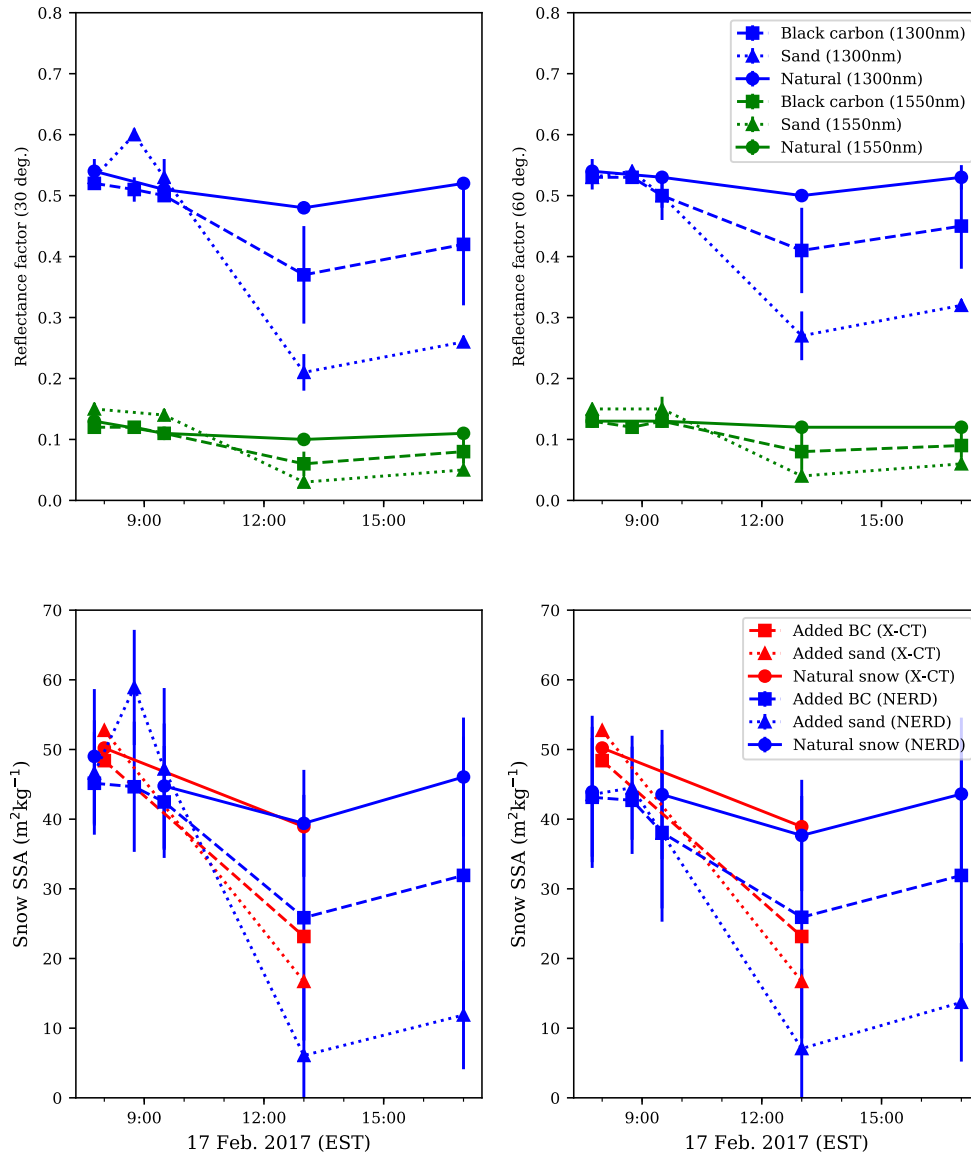 0.8
0.7
0.6
0.5
0.4
0.3
0.2
0.1
0.0
Reflectance factor (30 deg.)
9:00
12:00
15:00
0.8
0.7
0.6
0.5
0.4
0.3
0.2
0.1
0.0
Reflectance factor (60 deg.)
Black carbon (1300nm)
Sand (1300nm)
Natural (1300nm)
Black carbon (1550nm)
Sand (1550nm)
Natural (1550nm)
9:00
12:00
15:00
70
60
50
40
30
20
10
0
Snow SSA (m²kg⁻¹)
9:00
12:00
15:00
17 Feb. 2017 (EST)
70
60
50
40
30
20
10
0
Snow SSA (m²kg⁻¹)
Added BC (X-CT)
Added sand (X-CT)
Natural snow (X-CT)
Added BC (NERD)
Added sand (NERD)
Natural snow (NERD)
9:00
12:00
15:00
17 Feb. 2017 (EST)